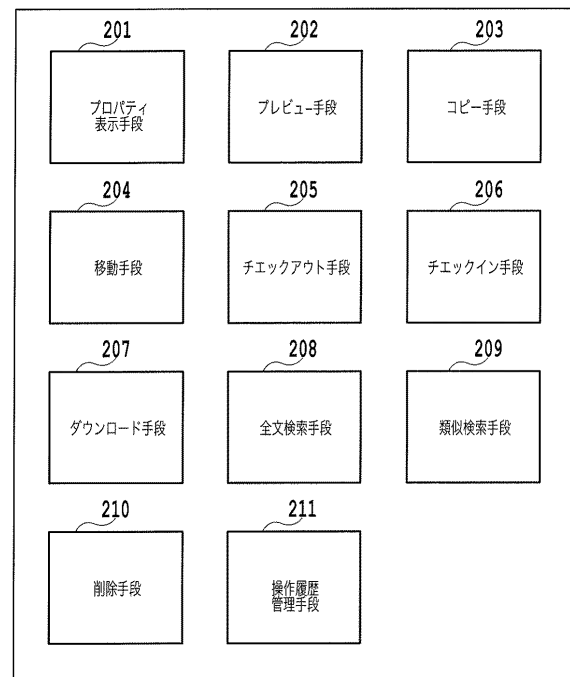 201
プロパティ
表示手段
202
プレビュー手段
203
コピー手段
204
移動手段
205
チエックアウト手段
206
チエックイン手段
207
ダウンロード手段
208
全文検索手段
209
類似検索手段
210
削除手段
211
操作履歴
管理手段